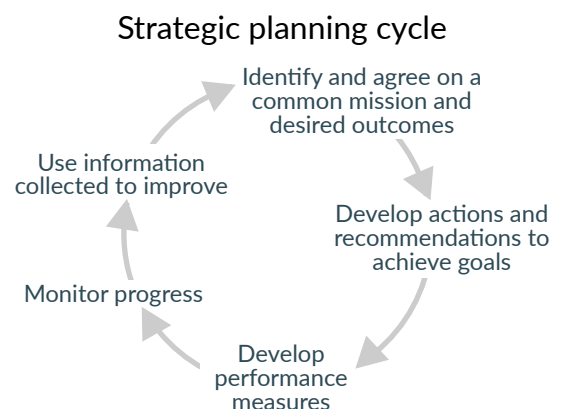 Strategic planning cycle
Identify and agree on a
common mission and
desired outcomes
Develop actions and
recommendations to
achieve goals
Develop
performance
measures
Monitor progress
Use information
collected to improve